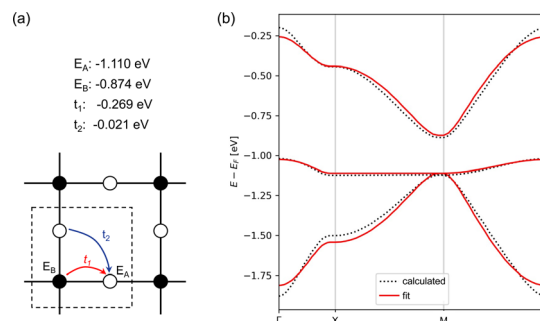 (a)
E_A: -1.110 eV
E_B: -0.874 eV
t_1: -0.269 eV
t_2: -0.021 eV
t_2
E_B
t_1
E_A
(b)
E − E_F [eV]
−0.25
−0.50
−0.75
−1.00
−1.25
−1.50
−1.75
calculated
fit
Γ
X
M